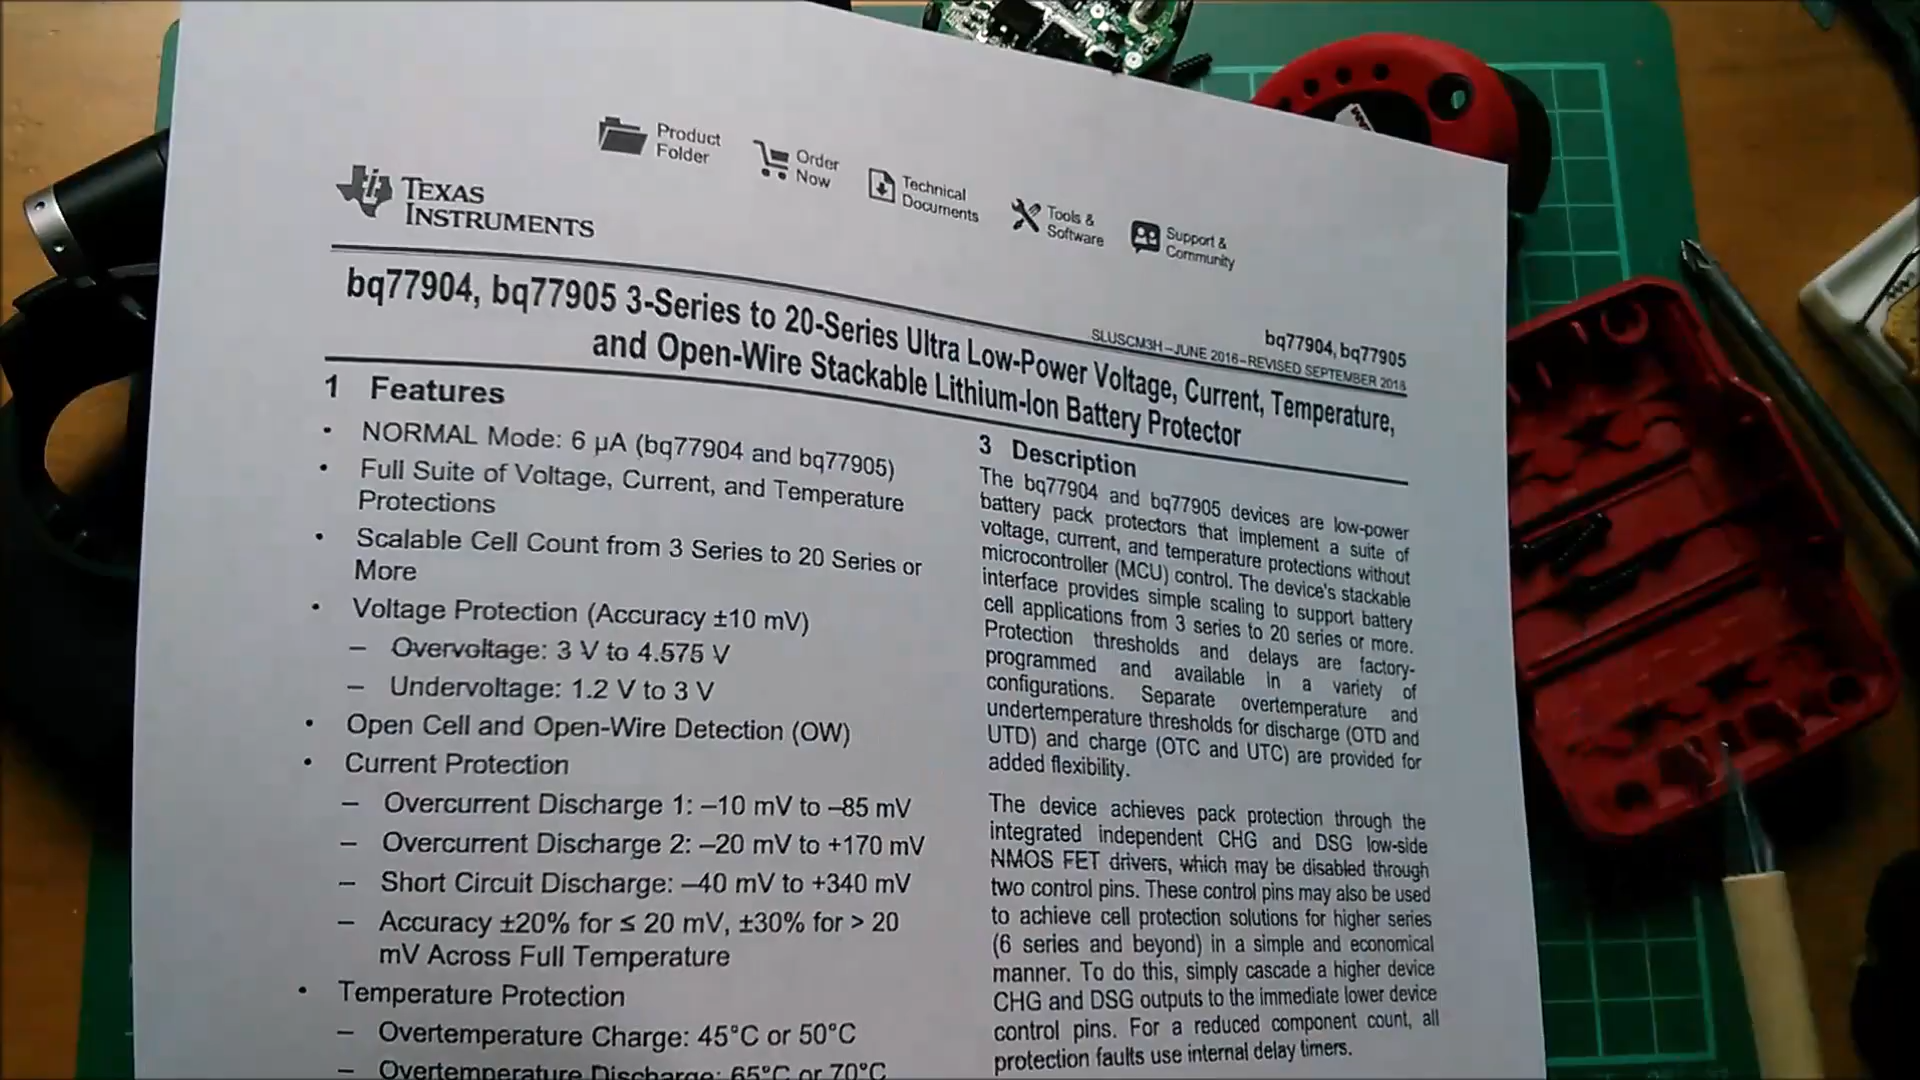 Product
Folder
Order
Now
Technical
Documents
Tools &
Software
Support &
Community
TEXAS
INSTRUMENTS
bq77904, bq77905
SLUSCM3H – JUNE 2016 – REVISED SEPTEMBER 2018
bq77904, bq77905 3-Series to 20-Series Ultra Low-Power Voltage, Current, Temperature,
and Open-Wire Stackable Lithium-Ion Battery Protector
1 Features
• NORMAL Mode: 6 µA (bq77904 and bq77905)
• Full Suite of Voltage, Current, and Temperature
Protections
• Scalable Cell Count from 3 Series to 20 Series or
More
• Voltage Protection (Accuracy ±10 mV)
– Overvoltage: 3 V to 4.575 V
– Undervoltage: 1.2 V to 3 V
• Open Cell and Open-Wire Detection (OW)
• Current Protection
– Overcurrent Discharge 1: –10 mV to –85 mV
– Overcurrent Discharge 2: –20 mV to +170 mV
– Short Circuit Discharge: –40 mV to +340 mV
– Accuracy ±20% for ≤ 20 mV, ±30% for > 20
mV Across Full Temperature
• Temperature Protection
– Overtemperature Charge: 45°C or 50°C
– Overtemperature Discharge: 65°C or 70°C
3 Description
The bq77904 and bq77905 devices are low-power
battery pack protectors that implement a suite of
voltage, current, and temperature protections without
microcontroller (MCU) control. The device's stackable
interface provides simple scaling to support battery
cell applications from 3 series to 20 series or more.
Protection thresholds and delays are factory-
programmed and available in a variety of
configurations. Separate overtemperature and
undertemperature thresholds for discharge (OTD and
UTD) and charge (OTC and UTC) are provided for
added flexibility.
The device achieves pack protection through the
integrated independent CHG and DSG low-side
NMOS FET drivers, which may be disabled through
two control pins. These control pins may also be used
to achieve cell protection solutions for higher series
(6 series and beyond) in a simple and economical
manner. To do this, simply cascade a higher device
CHG and DSG outputs to the immediate lower device
control pins. For a reduced component count, all
protection faults use internal delay timers.